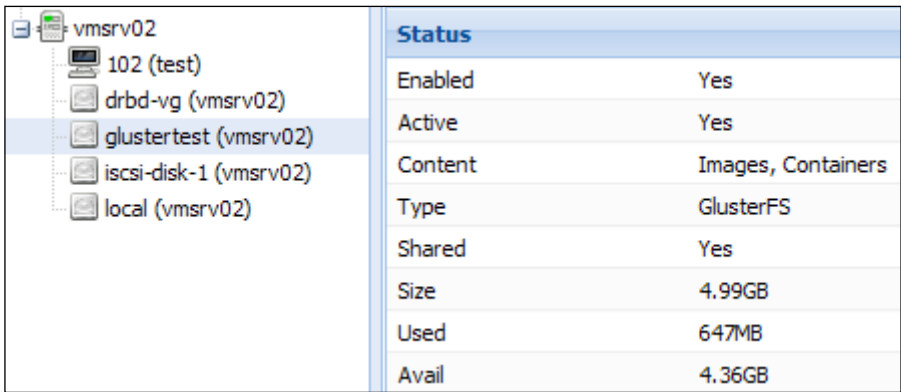 vmsrv02
102 (test)
drbd-vg (vmsrv02)
glustertest (vmsrv02)
iscsi-disk-1 (vmsrv02)
local (vmsrv02)
Status
Enabled Yes
Active Yes
Content Images, Containers
Type GlusterFS
Shared Yes
Size 4.99GB
Used 647MB
Avail 4.36GB